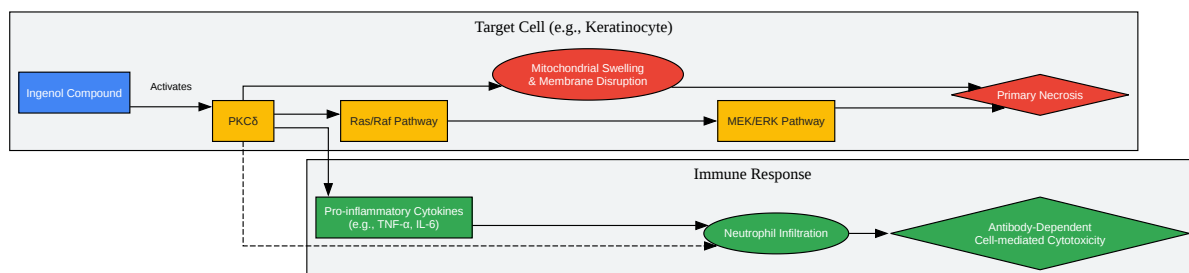 Target Cell (e.g., Keratinocyte)
Ingenol Compound
Activates
PKCδ
Ras/Raf Pathway
Mitochondrial Swelling
& Membrane Disruption
MEK/ERK Pathway
Primary Necrosis
Immune Response
Pro-inflammatory Cytokines
(e.g., TNF-α, IL-6)
Neutrophil Infiltration
Antibody-Dependent
Cell-mediated Cytotoxicity